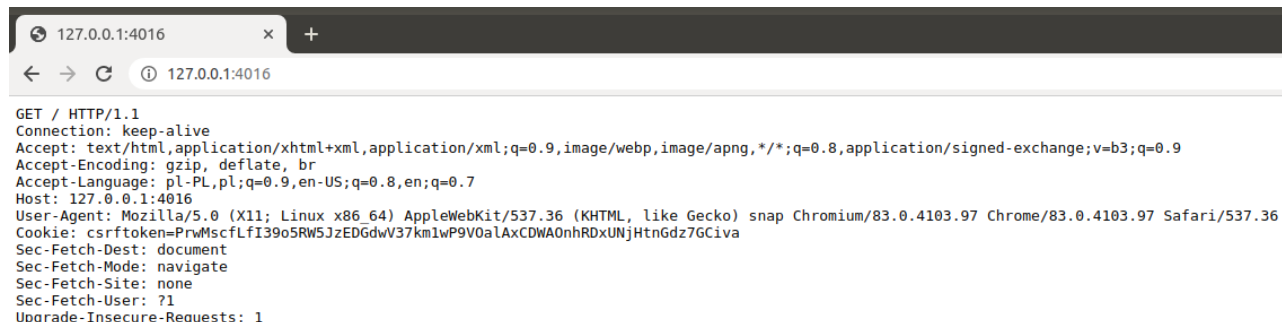 127.0.0.1:4016
127.0.0.1:4016
GET / HTTP/1.1
Connection: keep-alive
Accept: text/html,application/xhtml+xml,application/xml;q=0.9,image/webp,image/apng,*/*;q=0.8,application/signed-exchange;v=b3;q=0.9
Accept-Encoding: gzip, deflate, br
Accept-Language: pl-PL,pl;q=0.9,en-US;q=0.8,en;q=0.7
Host: 127.0.0.1:4016
User-Agent: Mozilla/5.0 (X11; Linux x86_64) AppleWebKit/537.36 (KHTML, like Gecko) snap Chromium/83.0.4103.97 Chrome/83.0.4103.97 Safari/537.36
Cookie: csrftoken=PrwMscfLfI39o5RW5JzEDGdwV37km1wP9VOalAxCDWAOnhRDxUNjHtnGdz7GCiva
Sec-Fetch-Dest: document
Sec-Fetch-Mode: navigate
Sec-Fetch-Site: none
Sec-Fetch-User: ?1
Upgrade-Insecure-Requests: 1